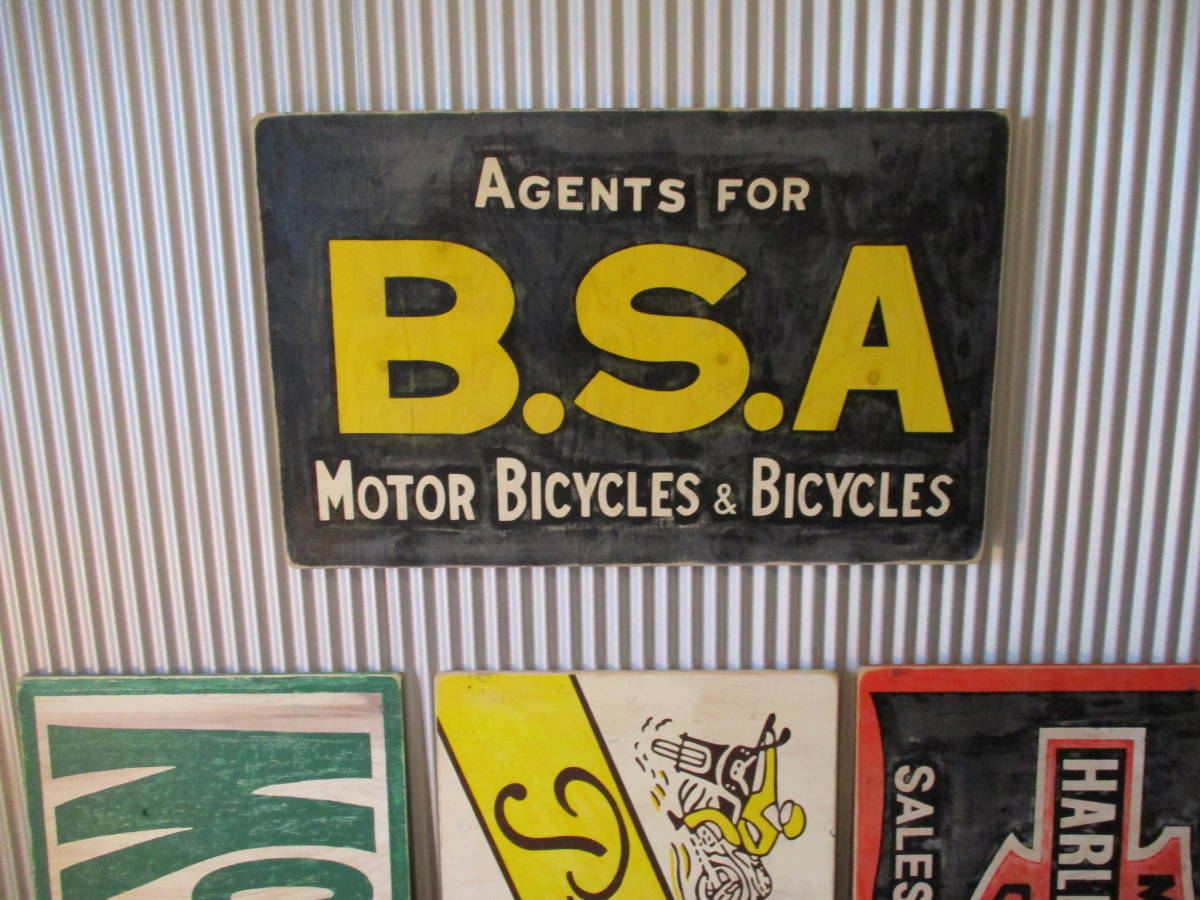 AGENTS FOR
B.S.A
MOTOR BICYCLES & BICYCLES
SALES
HARL